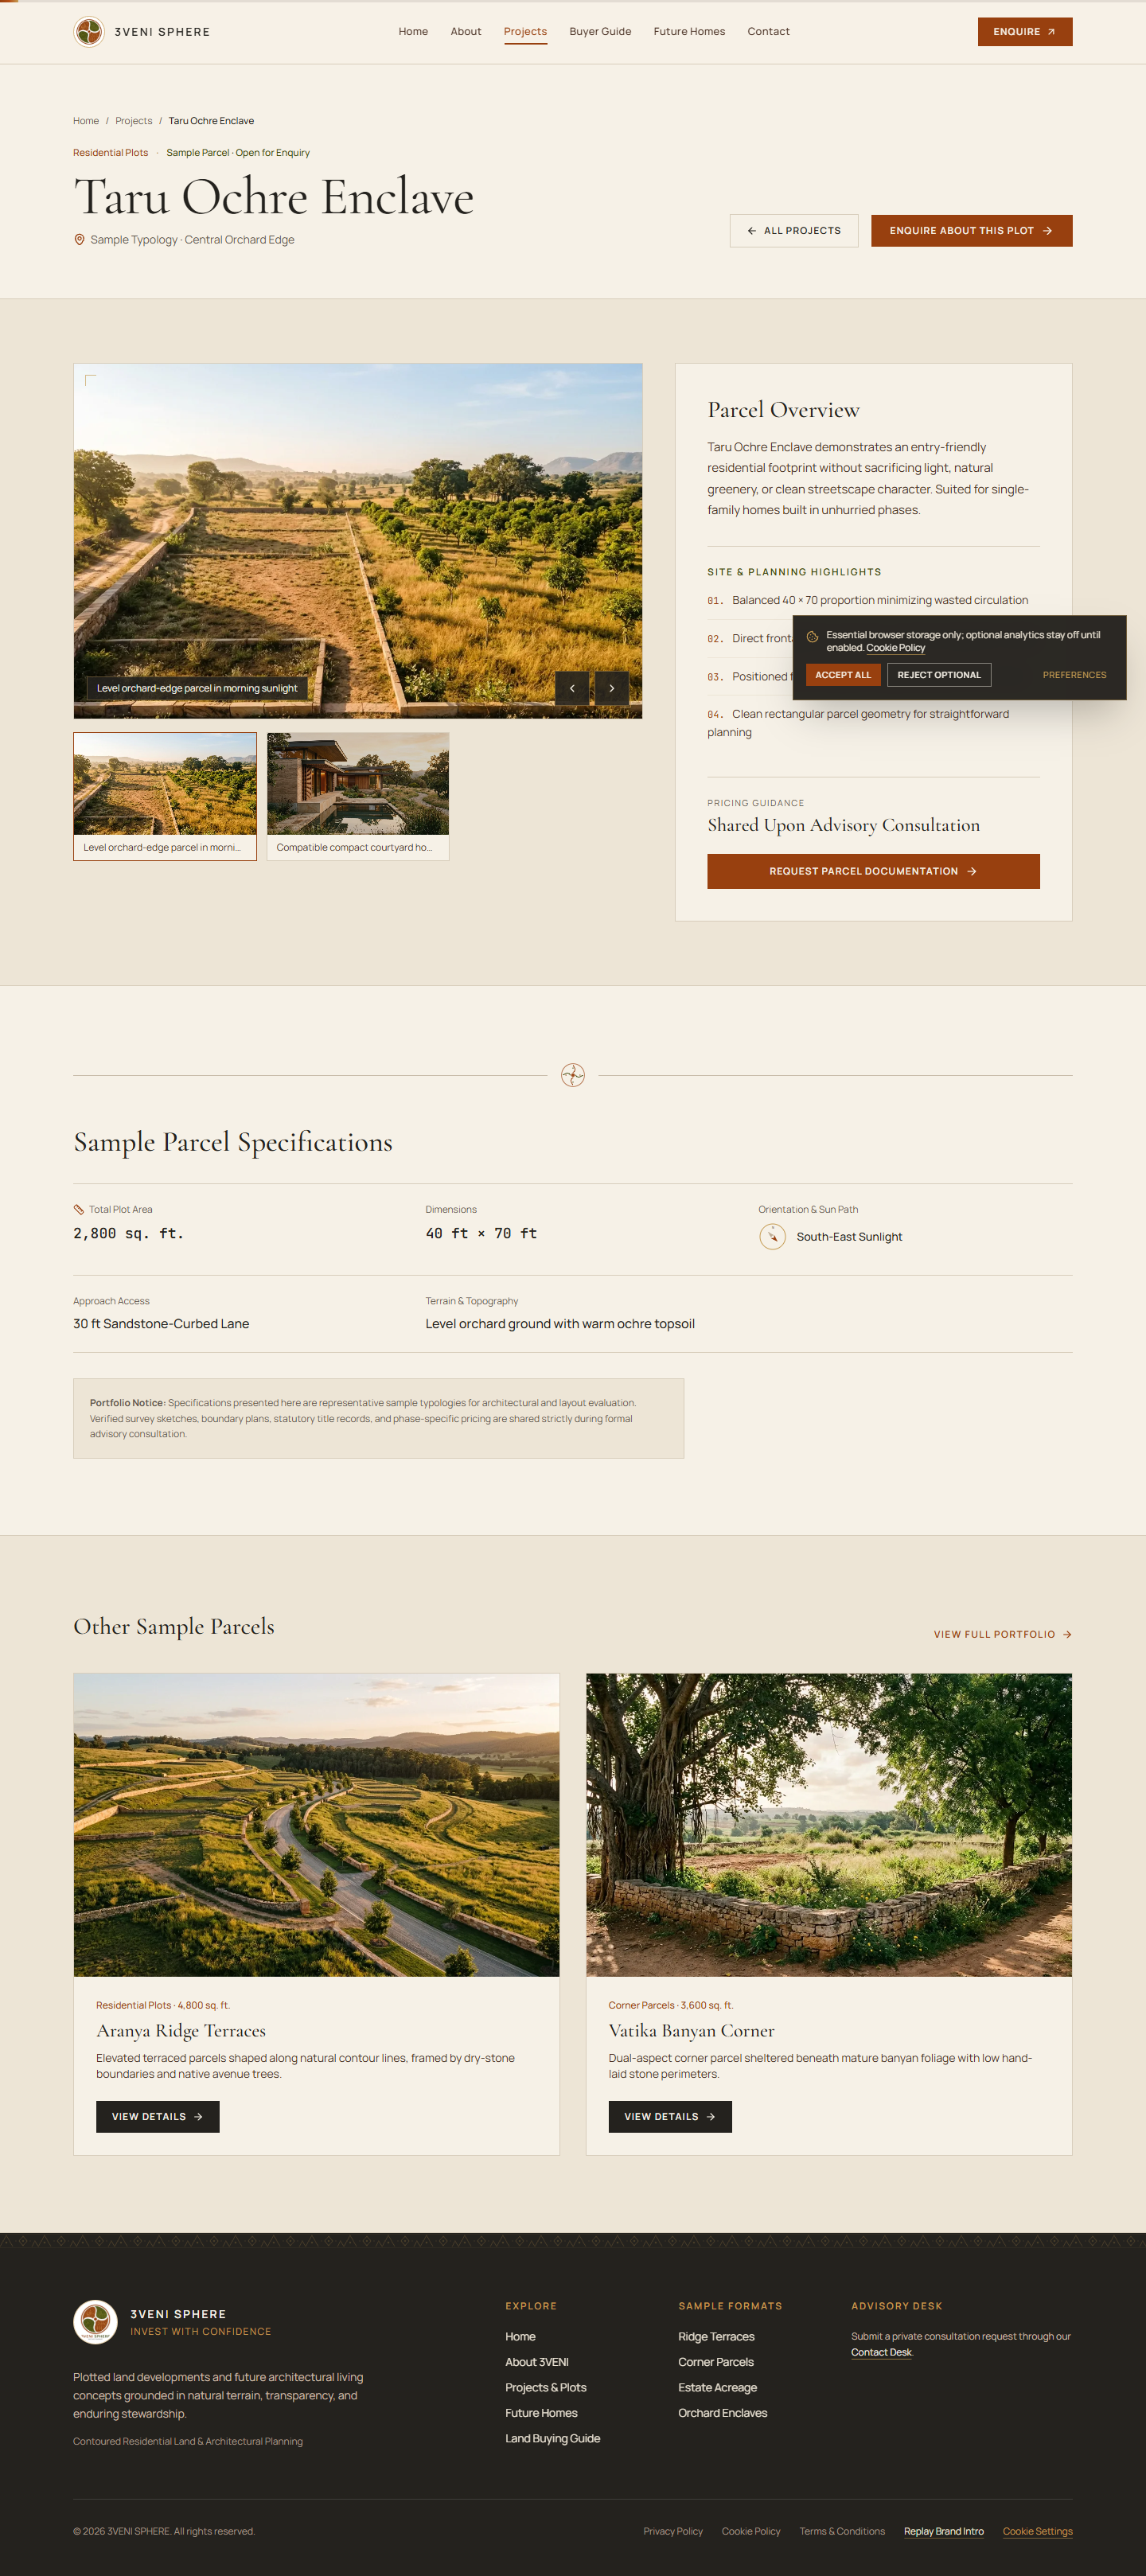 3VENI SPHERE
Home
About
Projects
Buyer Guide
Future Homes
Contact
ENQUIRE
Home / Projects / Taru Ochre Enclave
Residential Plots · Sample Parcel · Open for Enquiry
Taru Ochre Enclave
Sample Typology · Central Orchard Edge
ALL PROJECTS
ENQUIRE ABOUT THIS PLOT
Level orchard-edge parcel in morning sunlight
Level orchard-edge parcel in morni...
Compatible compact courtyard ho...
Parcel Overview
Taru Ochre Enclave demonstrates an entry-friendly
residential footprint without sacrificing light, natural
greenery, or clean streetscape character. Suited for single-
family homes built in unhurried phases.
SITE & PLANNING HIGHLIGHTS
01. Balanced 40 × 70 proportion minimizing wasted circulation
02. Direct
03. Positioned
04. Clean rectangular parcel geometry for straightforward
planning
Essential browser storage only; optional analytics stay off until
enabled. Cookie Policy
ACCEPT ALL
REJECT OPTIONAL
PREFERENCES
PRICING GUIDANCE
Shared Upon Advisory Consultation
REQUEST PARCEL DOCUMENTATION
Sample Parcel Specifications
Total Plot Area
2,800 sq. ft.
Dimensions
40 ft × 70 ft
Orientation & Sun Path
South-East Sunlight
Approach Access
30 ft Sandstone-Curbed Lane
Terrain & Topography
Level orchard ground with warm ochre topsoil
Portfolio Notice: Specifications presented here are representative sample typologies for architectural and layout evaluation.
Verified survey sketches, boundary plans, statutory title records, and phase-specific pricing are shared strictly during formal
advisory consultation.
Other Sample Parcels
VIEW FULL PORTFOLIO
Residential Plots · 4,800 sq. ft.
Aranya Ridge Terraces
Elevated terraced parcels shaped along natural contour lines, framed by dry-stone
boundaries and native avenue trees.
VIEW DETAILS
Corner Parcels · 3,600 sq. ft.
Vatika Banyan Corner
Dual-aspect corner parcel sheltered beneath mature banyan foliage with low hand-
laid stone perimeters.
VIEW DETAILS
3VENI SPHERE
INVEST WITH CONFIDENCE
Plotted land developments and future architectural living
concepts grounded in natural terrain, transparency, and
enduring stewardship.
Contoured Residential Land & Architectural Planning
EXPLORE
Home
About 3VENI
Projects & Plots
Future Homes
Land Buying Guide
SAMPLE FORMATS
Ridge Terraces
Corner Parcels
Estate Acreage
Orchard Enclaves
ADVISORY DESK
Submit a private consultation request through our
Contact Desk.
© 2026 3VENI SPHERE. All rights reserved.
Privacy Policy
Cookie Policy
Terms & Conditions
Replay Brand Intro
Cookie Settings